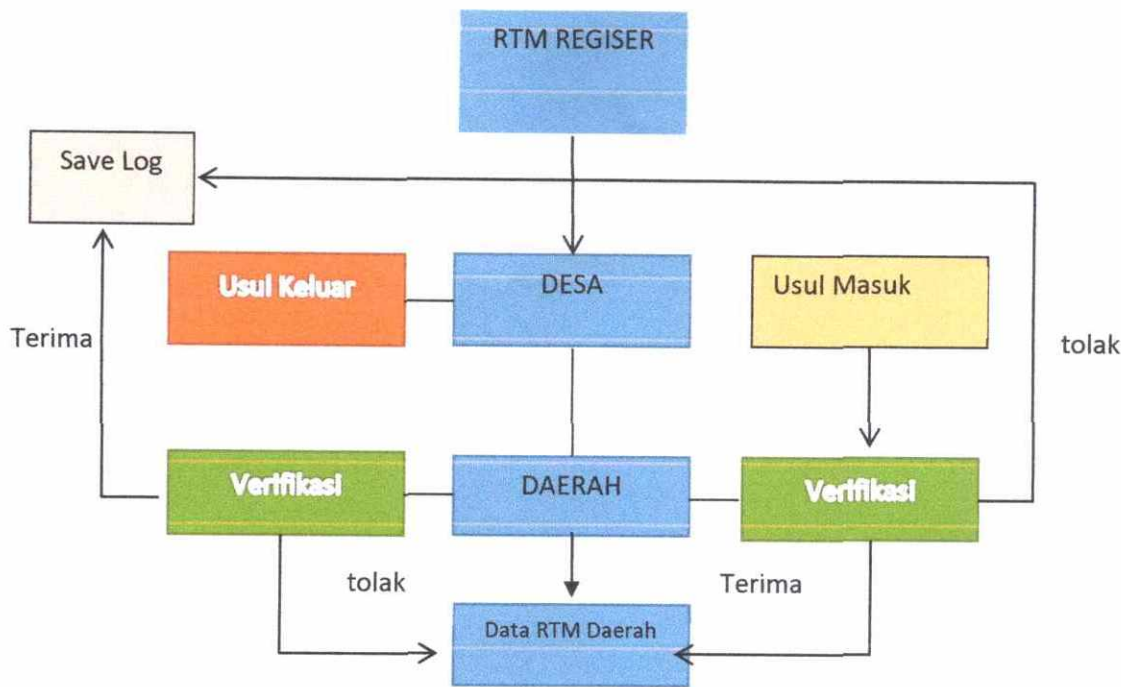 RTM REGISER
Save Log
Usul Keluar
DESA
Usul Masuk
Terima
tolak
Verifikasi
DAERAH
Verifikasi
tolak
Terima
Data RTM Daerah